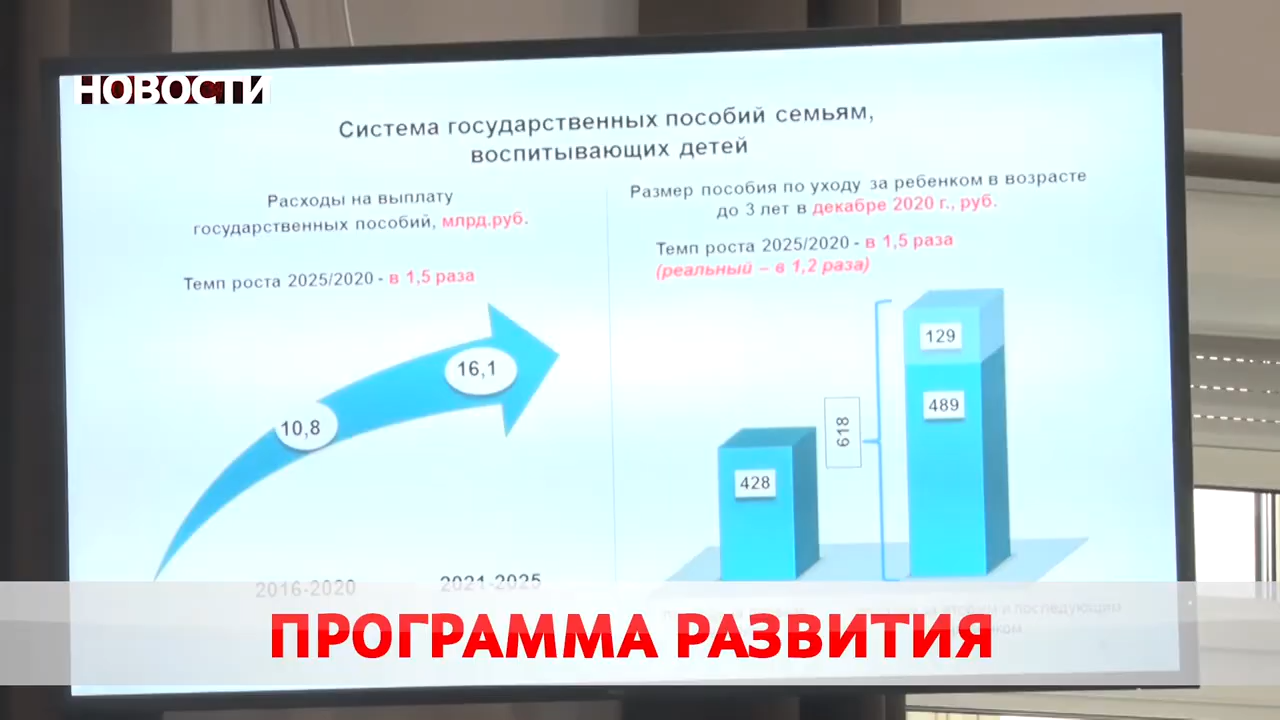 НОВОСТИ
Система государственных пособий семьям,
воспитывающих детей
Расходы на выплату
государственных пособий, млрд.руб.
Темп роста 2025/2020 - в 1,5 раза
10,8
16,1
2016-2020
2021-2025
Размер пособия по уходу за ребенком в возрасте
до 3 лет в декабре 2020 г., руб.
Темп роста 2025/2020 - в 1,5 раза
(реальный – в 1,2 раза)
129
489
618
428
последующим
ПРОГРАММА РАЗВИТИЯ